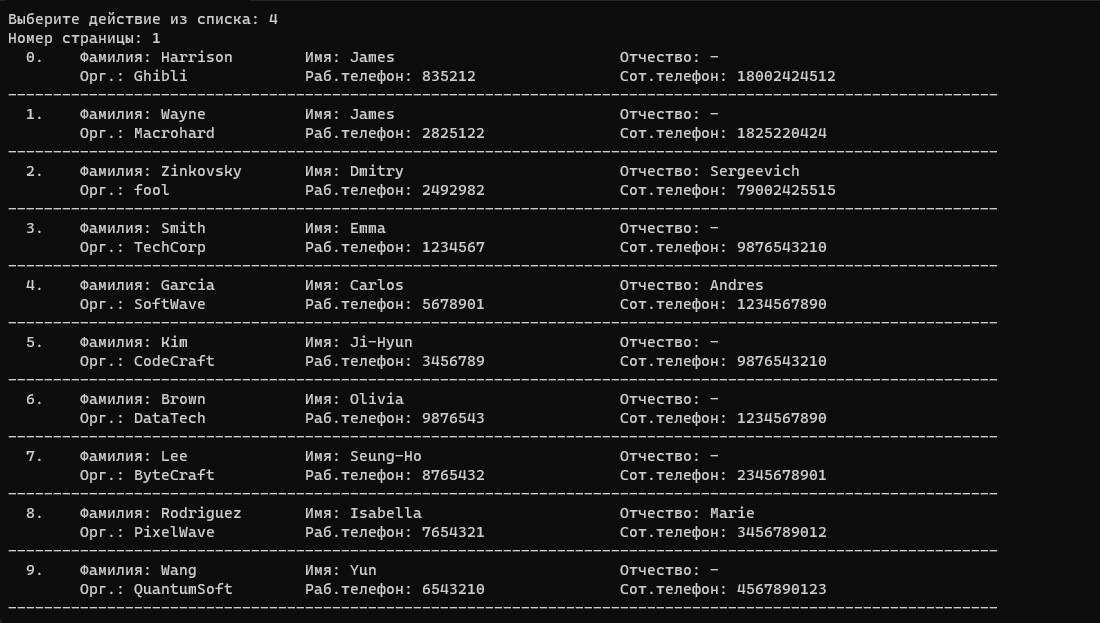 Выберите действие из списка: 4
Номер страницы: 1
0. Фамилия: Harrison Имя: James Отчество: -
Орг.: Ghibli Раб.телефон: 835212 Сот.телефон: 18002424512
1. Фамилия: Wayne Имя: James Отчество: -
Орг.: Macrohard Раб.телефон: 2825122 Сот.телефон: 1825220424
2. Фамилия: Zinkovsky Имя: Dmitry Отчество: Sergeevich
Орг.: fool Раб.телефон: 2492982 Сот.телефон: 79002425515
3. Фамилия: Smith Имя: Emma Отчество: -
Орг.: TechCorp Раб.телефон: 1234567 Сот.телефон: 9876543210
4. Фамилия: Garcia Имя: Carlos Отчество: Andres
Орг.: SoftWave Раб.телефон: 5678901 Сот.телефон: 1234567890
5. Фамилия: Kim Имя: Ji-Hyun Отчество: -
Орг.: CodeCraft Раб.телефон: 3456789 Сот.телефон: 9876543210
6. Фамилия: Brown Имя: Olivia Отчество: -
Орг.: DataTech Раб.телефон: 9876543 Сот.телефон: 1234567890
7. Фамилия: Lee Имя: Seung-Ho Отчество: -
Орг.: ByteCraft Раб.телефон: 8765432 Сот.телефон: 2345678901
8. Фамилия: Rodriguez Имя: Isabella Отчество: Marie
Орг.: PixelWave Раб.телефон: 7654321 Сот.телефон: 3456789012
9. Фамилия: Wang Имя: Yun Отчество: -
Орг.: QuantumSoft Раб.телефон: 6543210 Сот.телефон: 4567890123